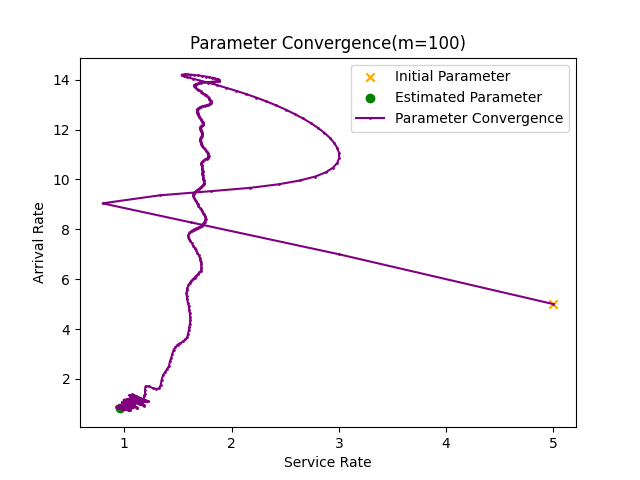 Parameter Convergence(m=100)
Initial Parameter
Estimated Parameter
Parameter Convergence
14
12
10
8
6
4
2
Arrival Rate
1 2 3 4 5
Service Rate